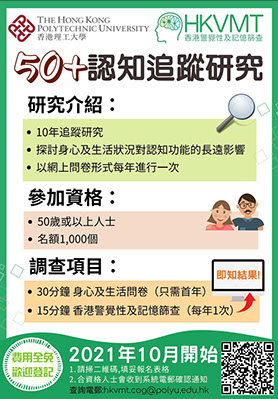 THE HONG KONG
POLYTECHNIC UNIVERSITY
香港理工大學
HKVMT
香港警覺性及記憶篩查
50+認知追蹤研究
研究介紹：
• 10年追蹤研究
• 探討身心及生活狀況對認知功能的長遠影響
• 以網上問卷形式每年進行一次
參加資格：
• 50歲或以上人士
• 名額1,000個
調查項目：
即知結果!
• 30分鐘 身心及生活問卷（只需首年）
• 15分鐘 香港警覺性及記憶篩查（每年1次）
費用全免
歡迎登記
2021年10月開始
1. 請掃二維碼,填妥報名表格
2. 合資格人士會收到系統電郵確認通知
查詢電郵:hkvmt.cog@polyu.edu.hk